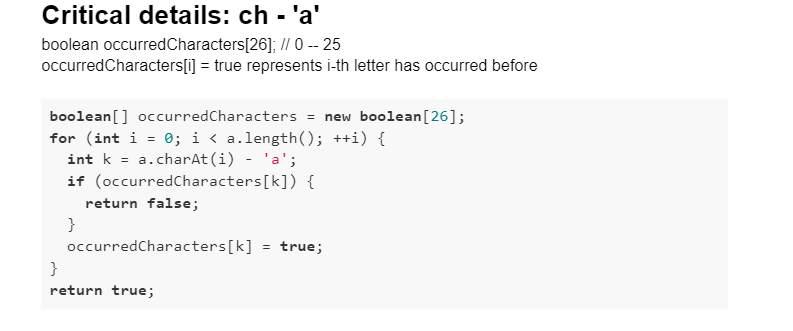 Critical details: ch - 'a'
boolean occurredCharacters[26]; // 0 -- 25
occurredCharacters[i] = true represents i-th letter has occurred before
boolean[] occurredCharacters = new boolean[26];
for (int i = 0; i < a.length(); ++i) {
  int k = a.charAt(i) - 'a';
  if (occurredCharacters[k]) {
    return false;
  }
  occurredCharacters[k] = true;
}
return true;